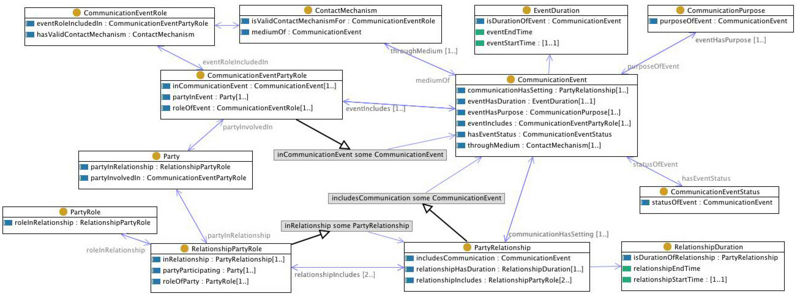 CommunicationEventRole
eventRoleIncludedIn : CommunicationEventPartyRole
hasValidContactMechanism : ContactMechanism
ContactMechanism
isValidContactMechanismFor : CommunicationEventRole
mediumOf : CommunicationEvent
EventDuration
isDurationOfEvent : CommunicationEvent
eventEndTime
eventStartTime : [1..1]
CommunicationPurpose
purposeOfEvent : CommunicationEvent
eventHasPurpose [1..]
throughMedium [1..]
eventRoleIncludedIn
purposeOfEvent
mediumOf
CommunicationEventPartyRole
inCommunicationEvent : CommunicationEvent[1..]
partyInEvent : Party[1..]
roleOfEvent : CommunicationEventRole[1..]
CommunicationEvent
communicationHasSetting : PartyRelationship[1..]
eventHasDuration : EventDuration[1..1]
eventHasPurpose : CommunicationPurpose[1..]
eventIncludes : CommunicationEventPartyRole[1..]
hasEventStatus : CommunicationEventStatus
throughMedium : ContactMechanism[1..]
eventIncludes [1..]
partyInvolvedIn
inCommunicationEvent some CommunicationEvent
Party
partyInRelationship : RelationshipPartyRole
partyInvolvedIn : CommunicationEventPartyRole
statusOfEvent
hasEventStatus
CommunicationEventStatus
statusOfEvent : CommunicationEvent
includesCommunication some CommunicationEvent
PartyRole
roleInRelationship : RelationshipPartyRole
inRelationship some PartyRelationship
communicationHasSetting [1..]
partyInRelationship
roleInRelationship
RelationshipPartyRole
inRelationship : PartyRelationship[1..]
partyParticipating : Party[1..]
roleOfParty : PartyRole[1..]
relationshipIncludes [2..]
PartyRelationship
includesCommunication : CommunicationEvent
relationshipHasDuration : RelationshipDuration[1..]
relationshipIncludes : RelationshipPartyRole[2..]
RelationshipDuration
isDurationOfRelationship : PartyRelationship
relationshipEndTime
relationshipStartTime : [1..1]